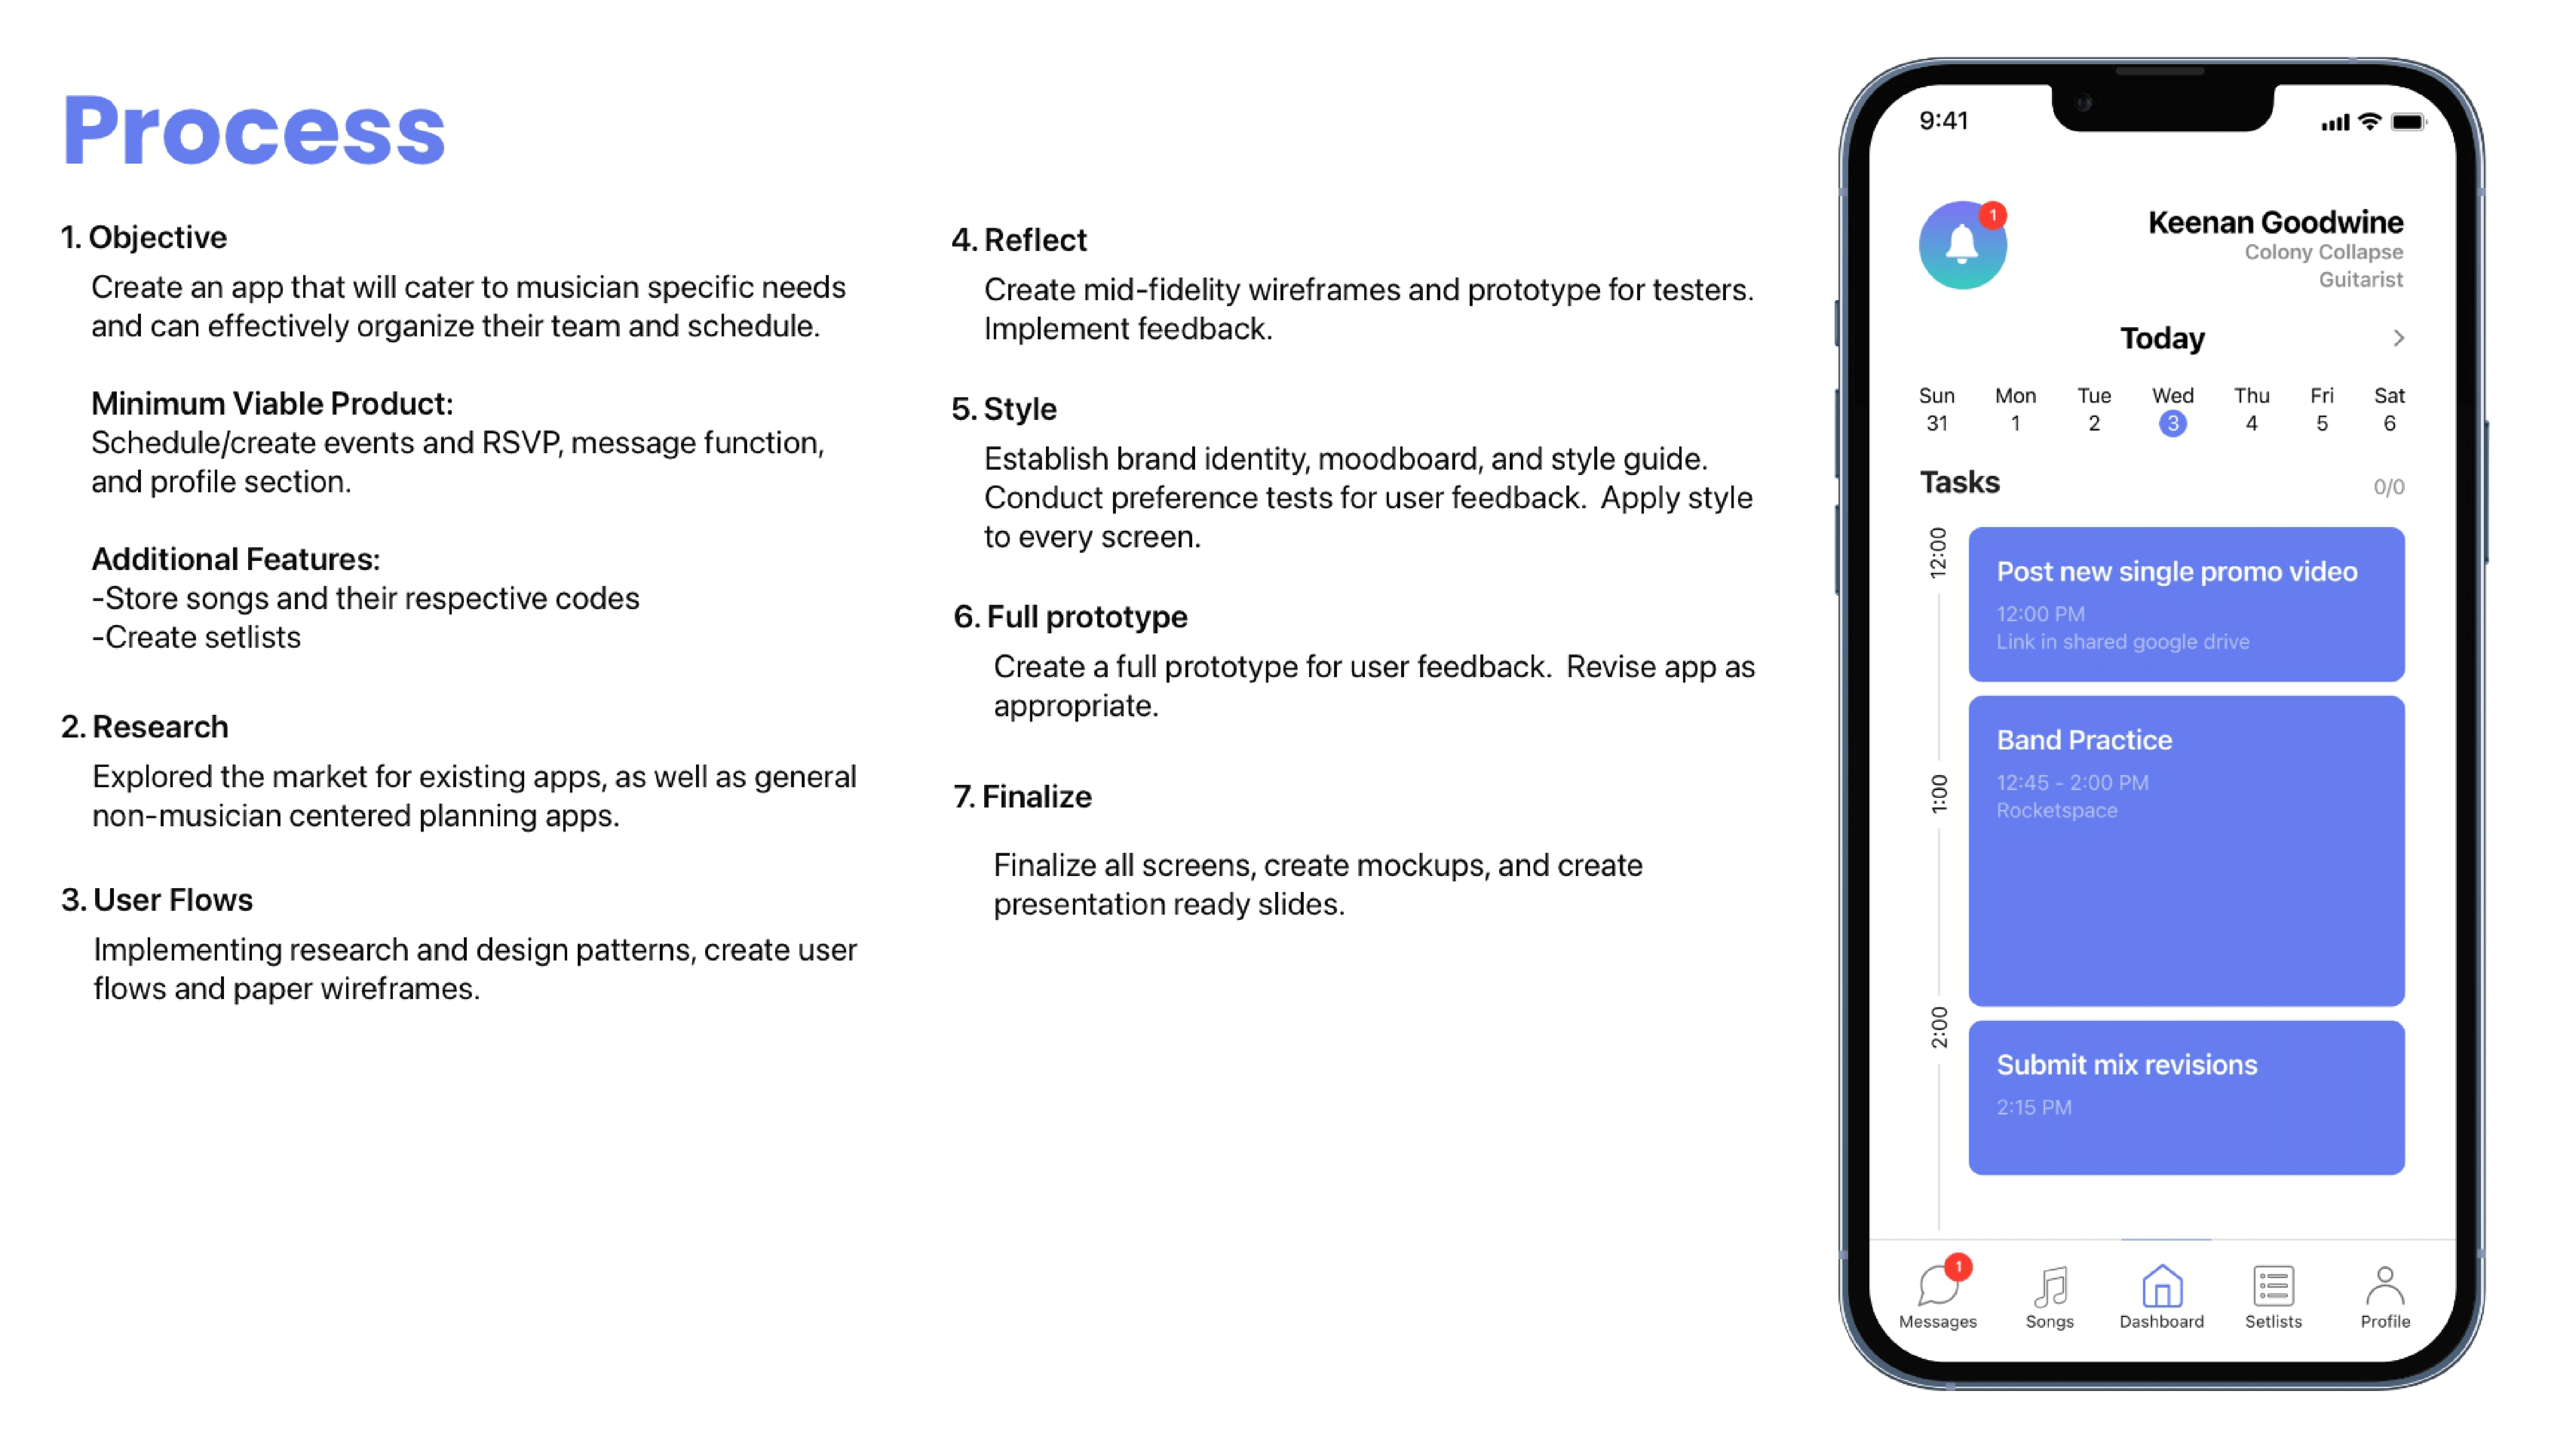 Process
1. Objective
Create an app that will cater to musician specific needs
and can effectively organize their team and schedule.
Minimum Viable Product:
Schedule/create events and RSVP, message function,
and profile section.
Additional Features:
-Store songs and their respective codes
-Create setlists
2. Research
Explored the market for existing apps, as well as general
non-musician centered planning apps.
3. User Flows
Implementing research and design patterns, create user
flows and paper wireframes.
4. Reflect
Create mid-fidelity wireframes and prototype for testers.
Implement feedback.
5. Style
Establish brand identity, moodboard, and style guide.
Conduct preference tests for user feedback.  Apply style
to every screen.
6. Full prototype
Create a full prototype for user feedback.  Revise app as
appropriate.
7. Finalize
Finalize all screens, create mockups, and create
presentation ready slides.
9:41
1
Keenan Goodwine
Colony Collapse
Guitarist
Today
Sun Mon Tue Wed Thu Fri Sat
31 1 2 3 4 5 6
Tasks 0/0
12:00
Post new single promo video
12:00 PM
Link in shared google drive
1:00
Band Practice
12:45 - 2:00 PM
Rocketspace
2:00
Submit mix revisions
2:15 PM
1
Messages Songs Dashboard Setlists Profile